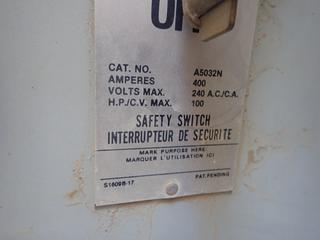 CAT. NO. A5032N
AMPERES 400
VOLTS MAX. 240 A.C./C.A.
H.P./C.V. MAX. 100
SAFETY SWITCH
INTERRUPTEUR DE SECURITE
MARK PURPOSE HERE:
MARQUER L'UTILISATION ICI
S1609B-17 PAT. PENDING